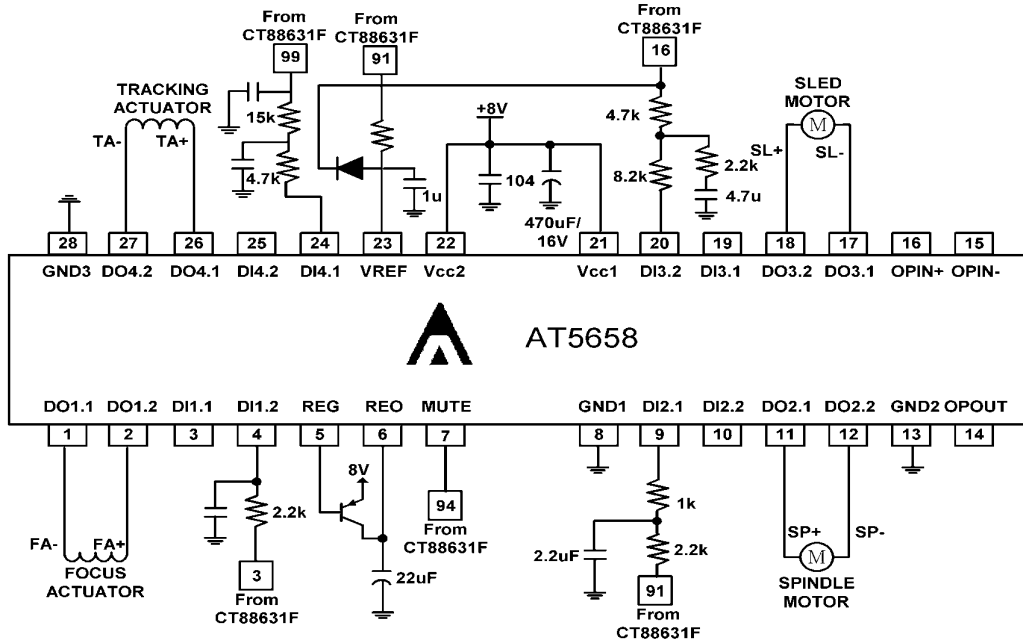 From
CT88631F
99
From
CT88631F
91
From
CT88631F
16
TRACKING
ACTUATOR
TA-
TA+
15k
4.7k
1u
+8V
104
470uF/
16V
4.7k
8.2k
2.2k
4.7u
SLED
MOTOR
M
SL+
SL-
28
27
26
25
24
23
22
21
20
19
18
17
16
15
GND3
DO4.2
DO4.1
DI4.2
DI4.1
VREF
Vcc2
Vcc1
DI3.2
DI3.1
DO3.2
DO3.1
OPIN+
OPIN-
AT5658
DO1.1
DO1.2
DI1.1
DI1.2
REG
REO
MUTE
GND1
DI2.1
DI2.2
DO2.1
DO2.2
GND2
OPOUT
1
2
3
4
5
6
7
8
9
10
11
12
13
14
FA-
FA+
FOCUS
ACTUATOR
2.2k
3
From
CT88631F
8V
22uF
94
From
CT88631F
1k
2.2uF
2.2k
91
From
CT88631F
SP+
SP-
M
SPINDLE
MOTOR